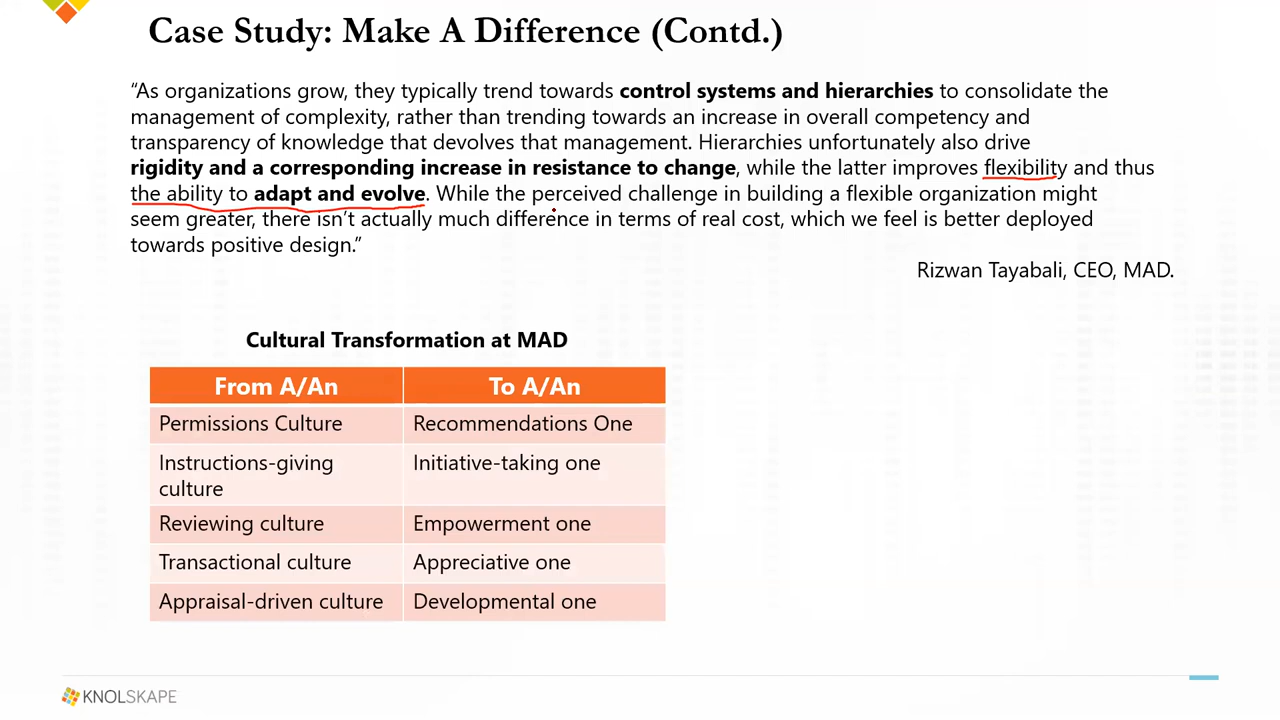 Case Study: Make A Difference (Contd.)
“As organizations grow, they typically trend towards control systems and hierarchies to consolidate the
management of complexity, rather than trending towards an increase in overall competency and
transparency of knowledge that devolves that management. Hierarchies unfortunately also drive
rigidity and a corresponding increase in resistance to change, while the latter improves flexibility and thus
the ability to adapt and evolve. While the perceived challenge in building a flexible organization might
seem greater, there isn’t actually much difference in terms of real cost, which we feel is better deployed
towards positive design.”
Rizwan Tayabali, CEO, MAD.
Cultural Transformation at MAD
From A/An To A/An
Permissions Culture Recommendations One
Instructions-giving Initiative-taking one
culture
Reviewing culture Empowerment one
Transactional culture Appreciative one
Appraisal-driven culture Developmental one
KNOLSKAPE